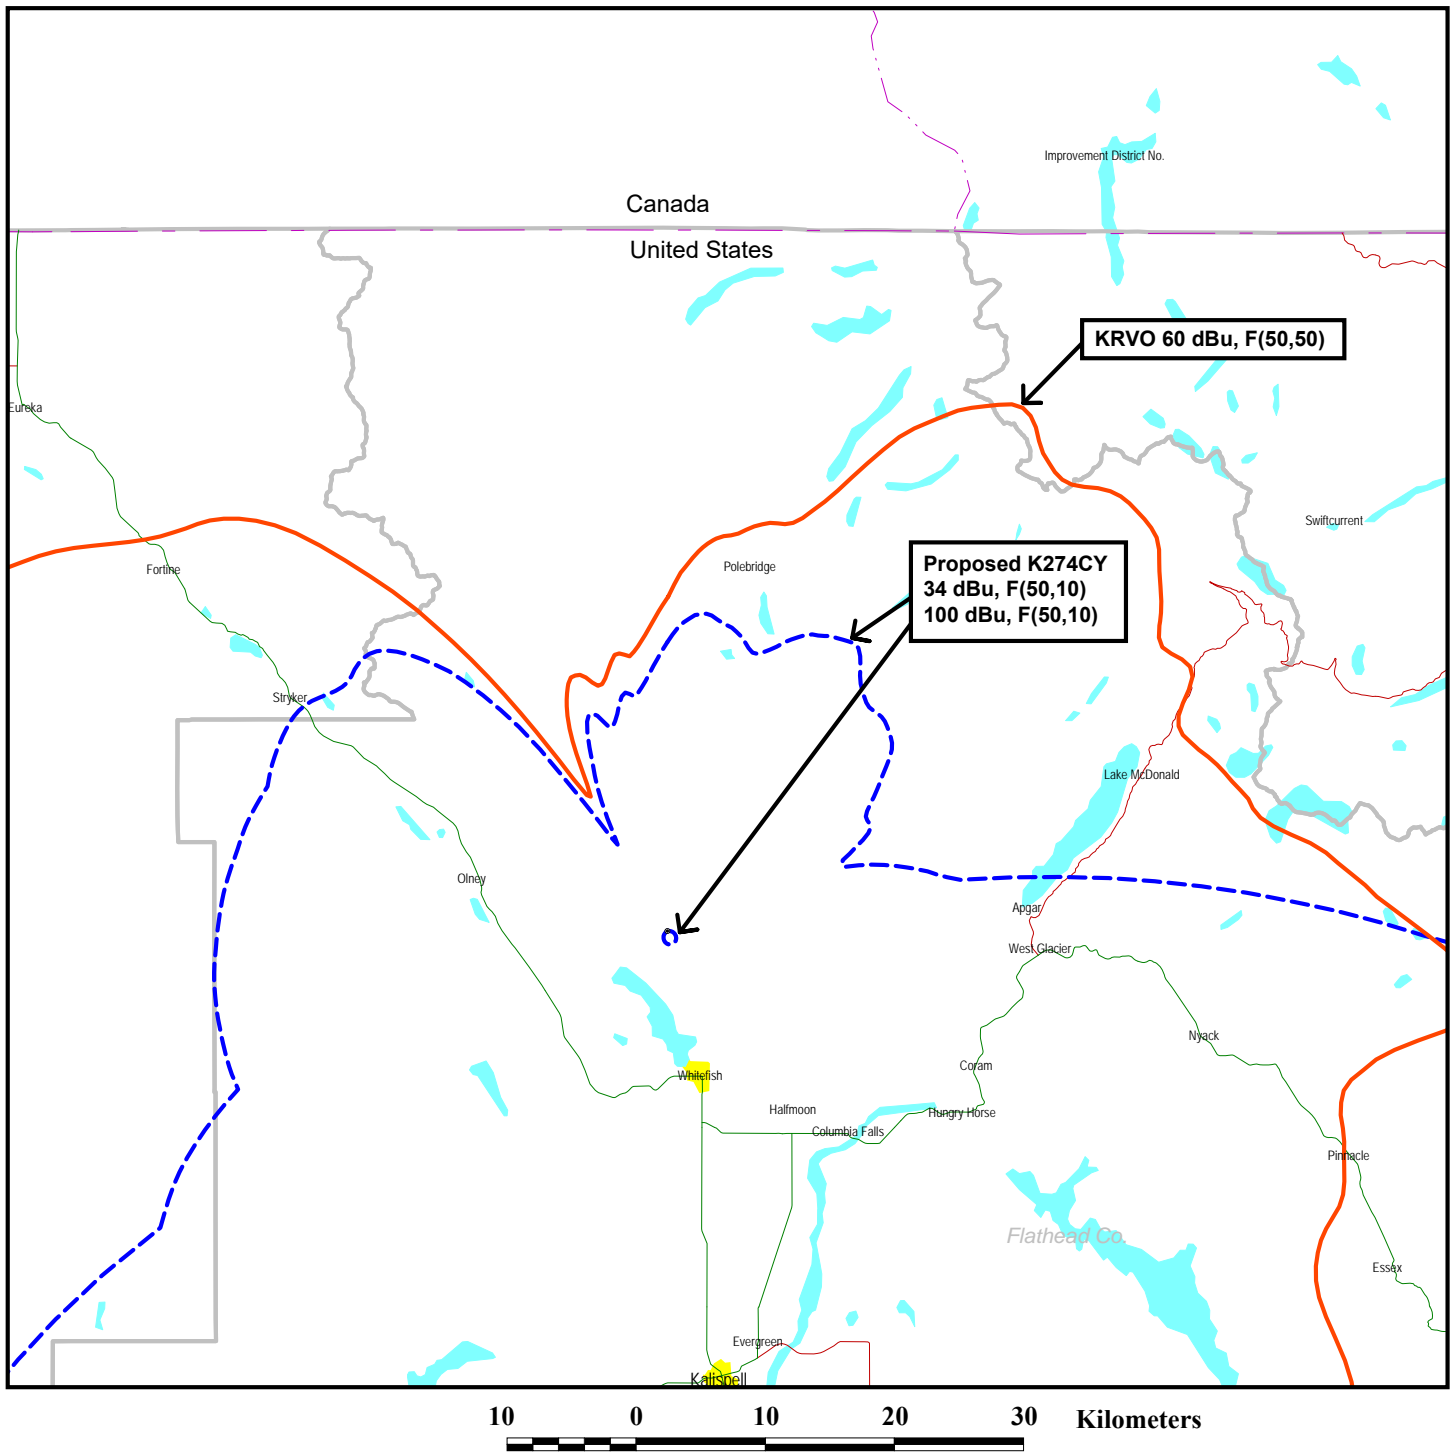 Improvement District No.
Canada
United States
KRVO 60 dBu, F(50,50)
Eureka
Swiftcurrent
Fortine
Polebridge
Proposed K274CY
34 dBu, F(50,10)
100 dBu, F(50,10)
Stryker
Lake McDonald
Olney
Apgar
West Glacier
Nyack
Coram
Whitefish
Halfmoon
Hungry Horse
Columbia Falls
Pinnacle
Flathead Co.
Essex
Evergreen
Kalispell
10 0 10 20 30 Kilometers